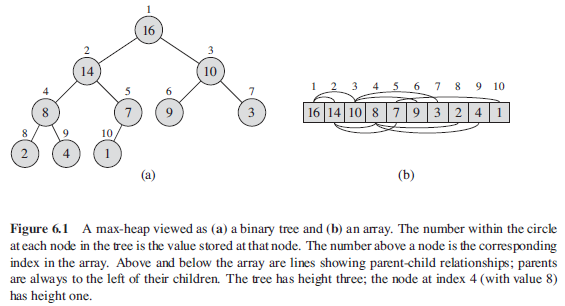 1
16
2 3
14 10
4 5 6 7
8 7 9 3
8 9 10
2 4 1
(a)
1 2 3 4 5 6 7 8 9 10
16 14 10 8 7 9 3 2 4 1
(b)
Figure 6.1 A max-heap viewed as (a) a binary tree and (b) an array. The number within the circle
at each node in the tree is the value stored at that node. The number above a node is the corresponding
index in the array. Above and below the array are lines showing parent-child relationships; parents
are always to the left of their children. The tree has height three; the node at index 4 (with value 8)
has height one.